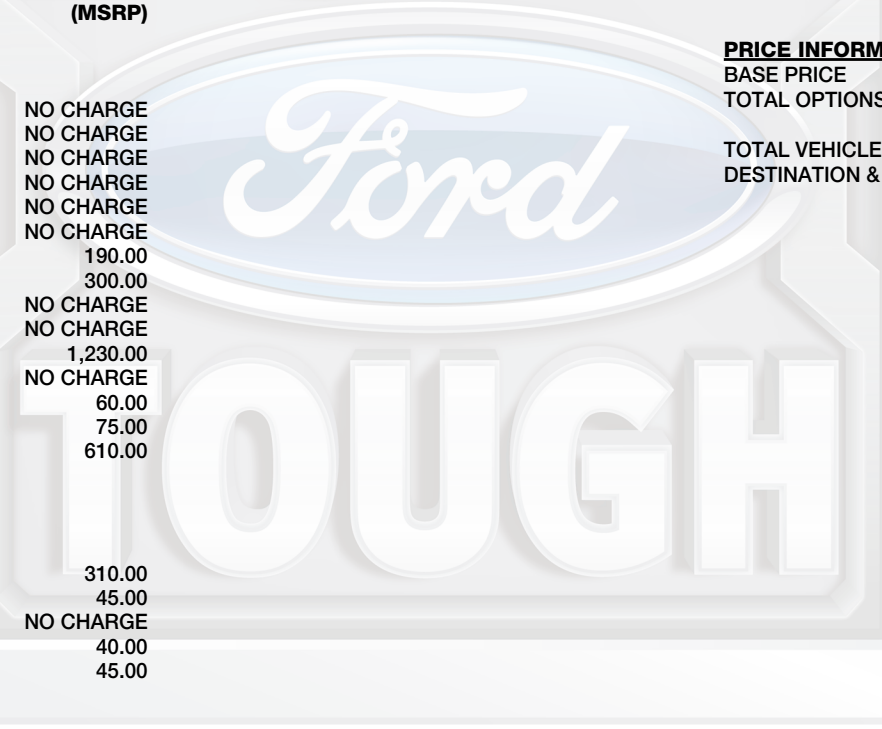 (MSRP)
NO CHARGE
NO CHARGE
NO CHARGE
NO CHARGE
NO CHARGE
NO CHARGE
190.00
300.00
NO CHARGE
NO CHARGE
1,230.00
NO CHARGE
60.00
75.00
610.00
310.00
45.00
NO CHARGE
40.00
45.00
PRICE INFORM
BASE PRICE
TOTAL OPTIONS
TOTAL VEHICLE
DESTINATION &
Ford
TOUGH